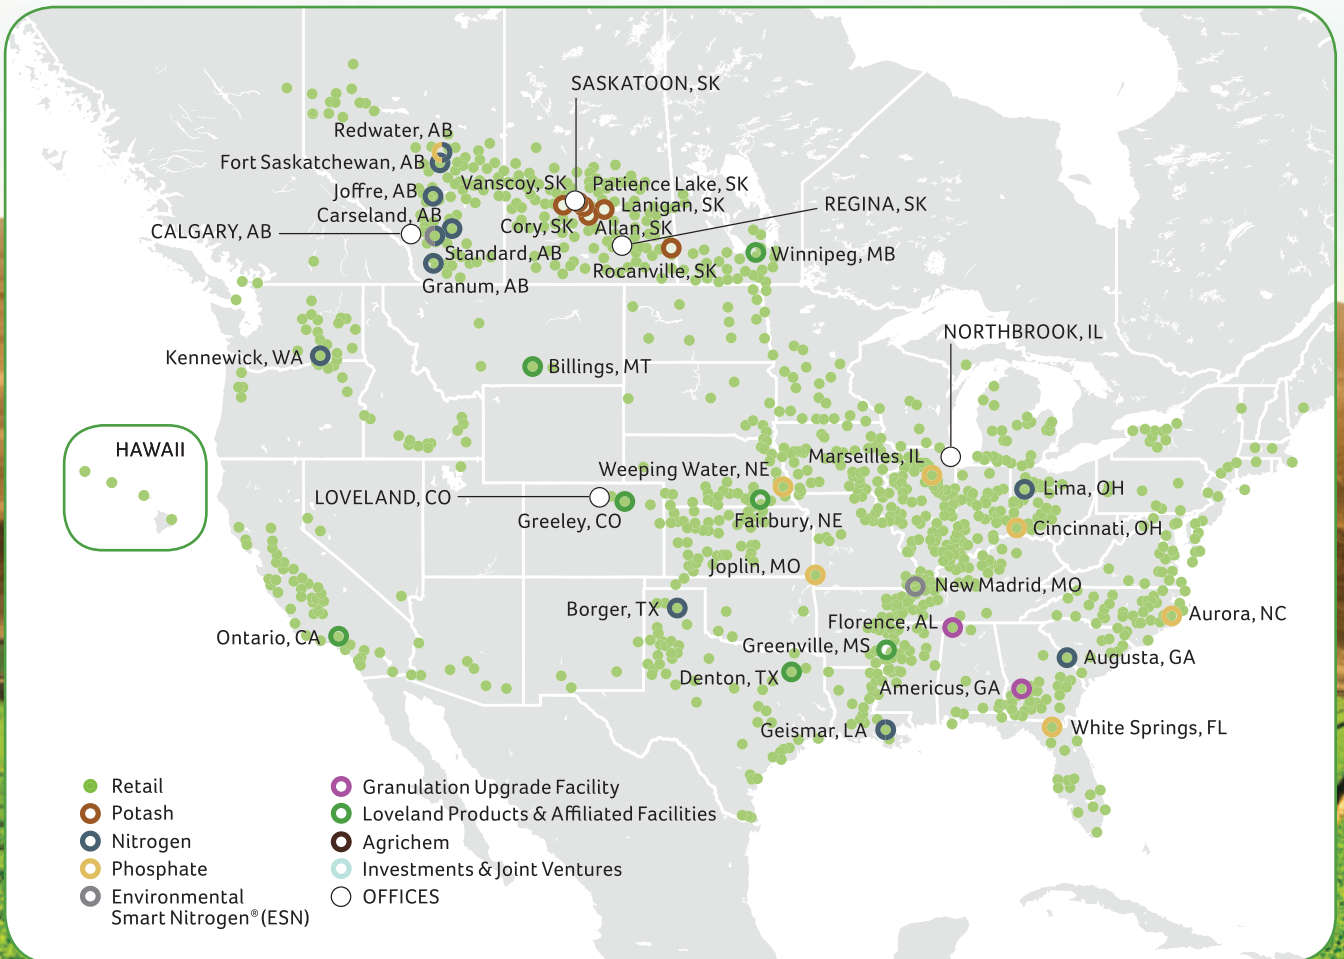 SASKATOON, SK
Redwater, AB
Fort Saskatchewan, AB
Vanscoy, SK
Patience Lake, SK
Joffre, AB
Lanigan, SK
REGINA, SK
Carseland, AB
Cory, SK
Allan, SK
CALGARY, AB
Standard, AB
Winnipeg, MB
Rocanville, SK
Granum, AB
NORTHBROOK, IL
Kennewick, WA
Billings, MT
HAWAII
Marseilles, IL
Weeping Water, NE
Lima, OH
LOVELAND, CO
Greeley, CO
Fairbury, NE
Cincinnati, OH
Joplin, MO
New Madrid, MO
Borger, TX
Florence, AL
Aurora, NC
Ontario, CA
Greenville, MS
Augusta, GA
Denton, TX
Americus, GA
Geismar, LA
White Springs, FL
Retail
Potash
Nitrogen
Phosphate
Environmental
Smart Nitrogen® (ESN)
Granulation Upgrade Facility
Loveland Products & Affiliated Facilities
Agrichem
Investments & Joint Ventures
OFFICES